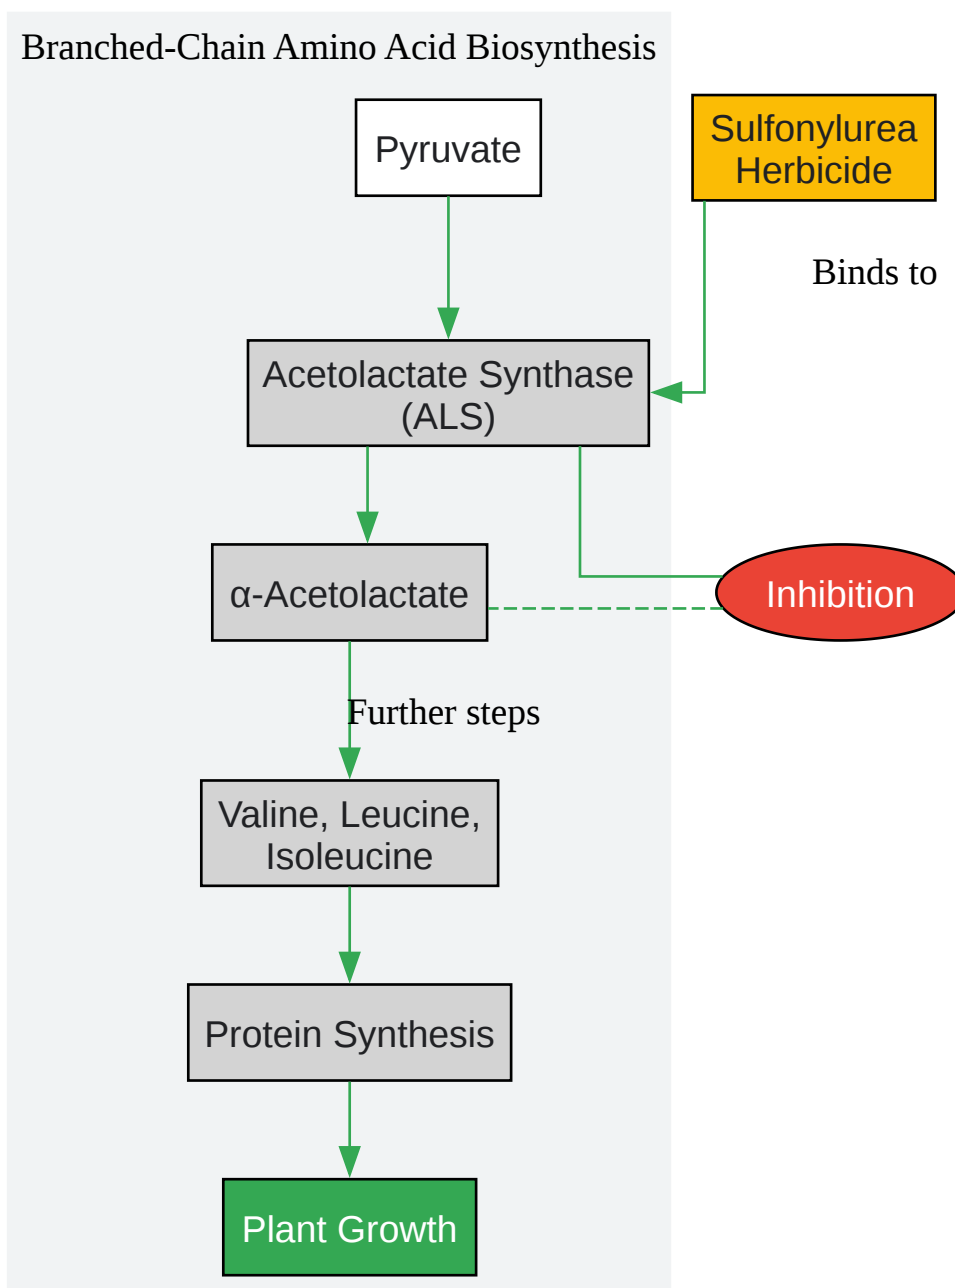 Branched-Chain Amino Acid Biosynthesis
Pyruvate
Sulfonylurea
Herbicide
Binds to
Acetolactate Synthase
(ALS)
α-Acetolactate
Inhibition
Further steps
Valine, Leucine,
Isoleucine
Protein Synthesis
Plant Growth